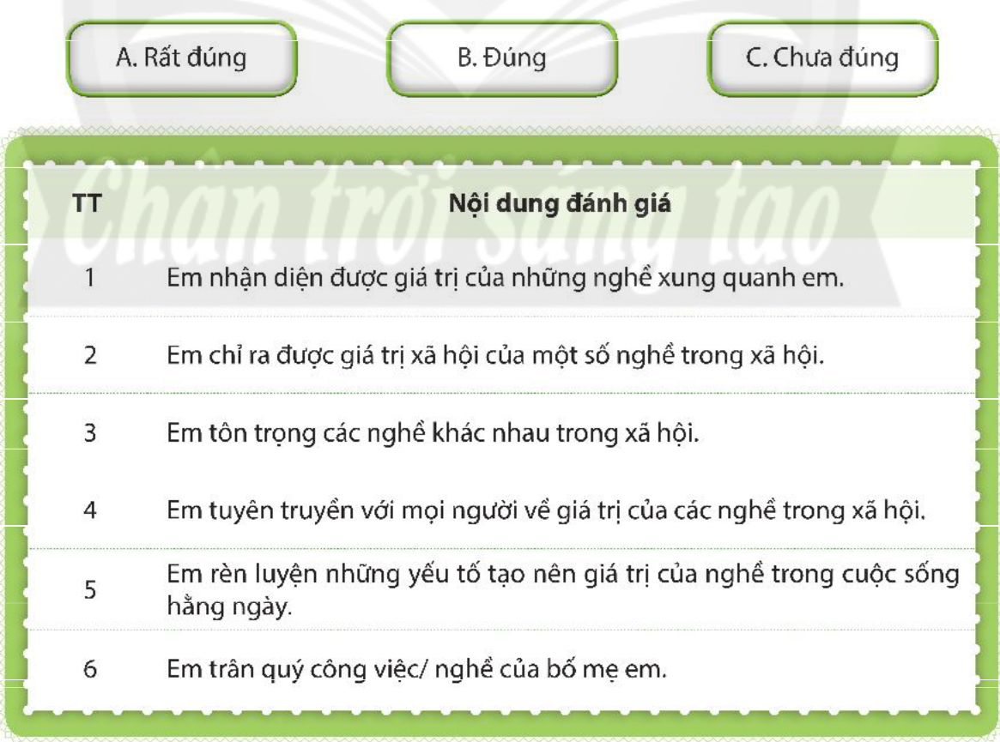 A. Rất đúng
B. Đúng
C. Chưa đúng
Chân trời sáng tạo
TT Nội dung đánh giá
1 Em nhận diện được giá trị của những nghề xung quanh em.
2 Em chỉ ra được giá trị xã hội của một số nghề trong xã hội.
3 Em tôn trọng các nghề khác nhau trong xã hội.
4 Em tuyên truyền với mọi người về giá trị của các nghề trong xã hội.
5 Em rèn luyện những yếu tố tạo nên giá trị của nghề trong cuộc sống
hằng ngày.
6 Em trân quý công việc/ nghề của bố mẹ em.